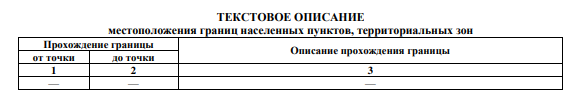 ТЕКСТОВОЕ ОПИСАНИЕ
местоположения границ населенных пунктов, территориальных зон
Прохождение границы
Описание прохождения границы
от точки до точки
1 2 3
— — —